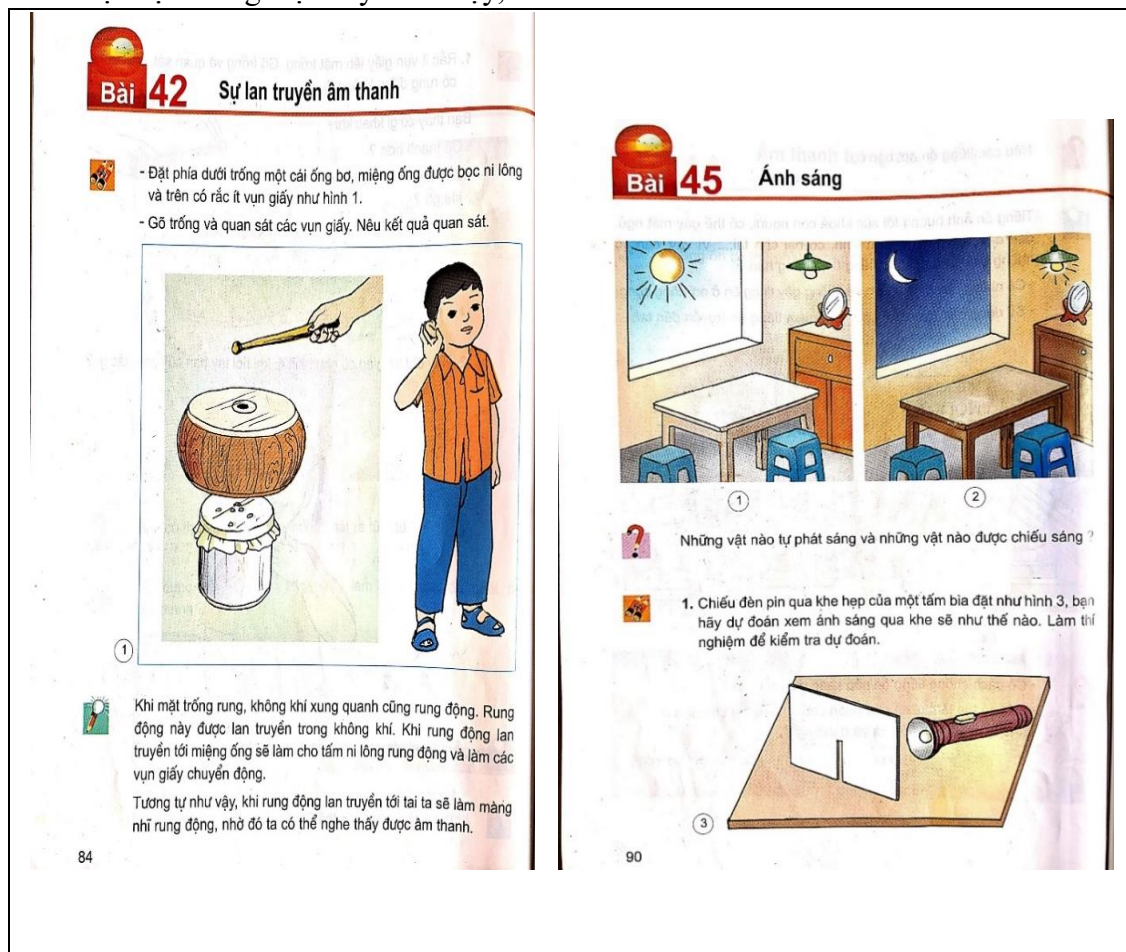 Bài 42 Sự lan truyền âm thanh
- Đặt phía dưới trống một cái ống bơ, miệng ống được bọc ni lông
và trên có rắc ít vụn giấy như hình 1.
- Gõ trống và quan sát các vụn giấy. Nêu kết quả quan sát.
1
Khi mặt trống rung, không khí xung quanh cũng rung động. Rung
động này được lan truyền trong không khí. Khi rung động lan
truyền tới miệng ống sẽ làm cho tấm ni lông rung động và làm các
vụn giấy chuyển động.
Tương tự như vậy, khi rung động lan truyền tới tai ta sẽ làm màng
nhĩ rung động, nhờ đó ta có thể nghe thấy được âm thanh.
84
Bài 45 Ánh sáng
1
2
Những vật nào tự phát sáng và những vật nào được chiếu sáng ?
1. Chiếu đèn pin qua khe hẹp của một tấm bìa đặt như hình 3, bạn
hãy dự đoán xem ánh sáng qua khe sẽ như thế nào. Làm thí
nghiệm để kiểm tra dự đoán.
3
90